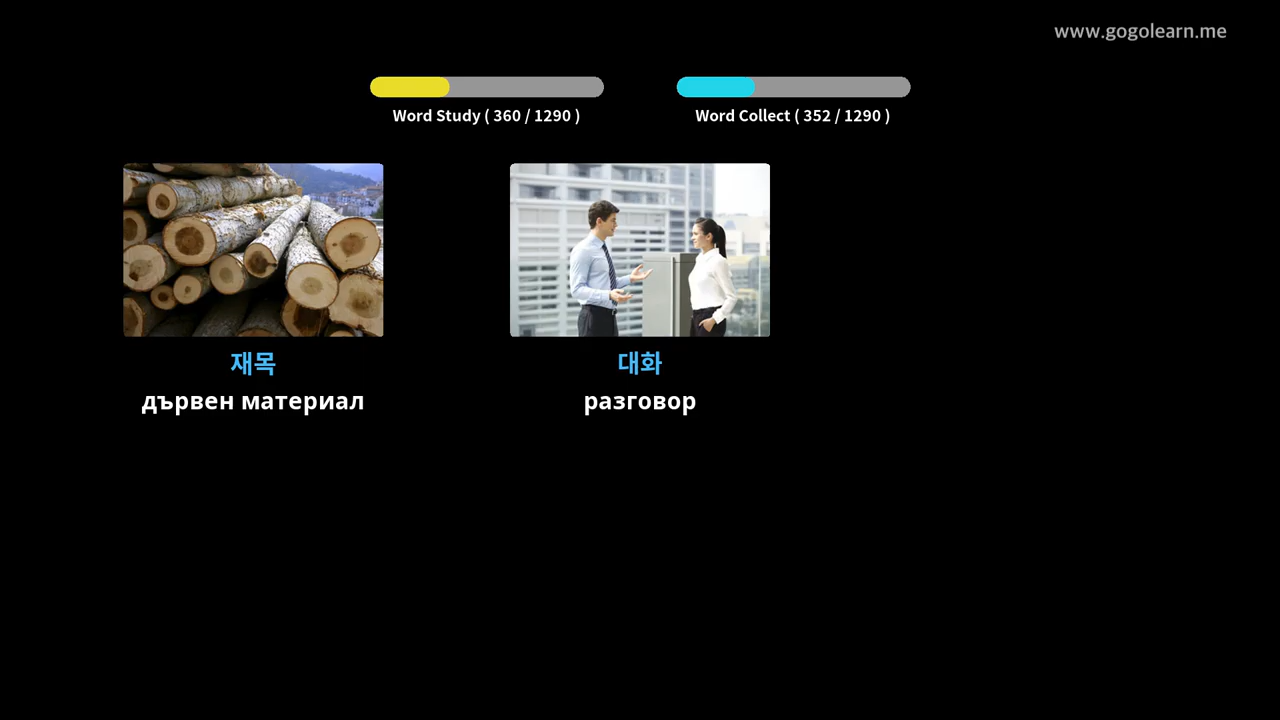 www.gogolearn.me
Word Study ( 360 / 1290 )
Word Collect ( 352 / 1290 )
재목
дървен материал
대화
разговор